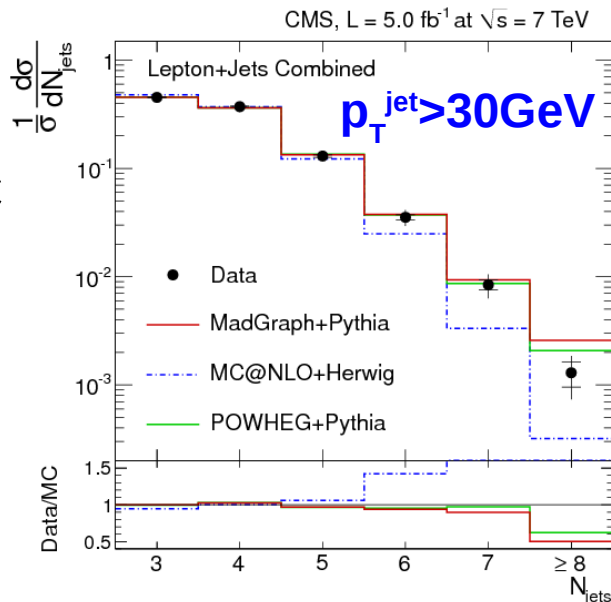 CMS, L = 5.0 fb⁻¹ at √s = 7 TeV
1/σ dσ/dN_jets
Lepton+Jets Combined
p_T^jet>30GeV
1
10⁻¹
10⁻²
10⁻³
Data
MadGraph+Pythia
MC@NLO+Herwig
POWHEG+Pythia
Data/MC
1.5
1
0.5
3 4 5 6 7 ≥ 8
N_jets